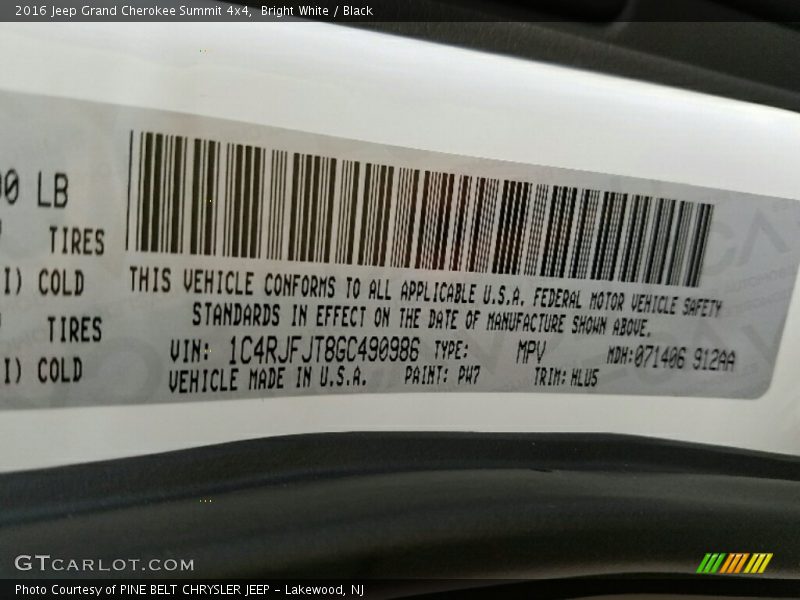 2016 Jeep Grand Cherokee Summit 4x4,  Bright White / Black
LB
TIRES
COLD
TIRES
COLD
THIS VEHICLE CONFORMS TO ALL APPLICABLE U.S.A. FEDERAL MOTOR VEHICLE SAFETY
STANDARDS IN EFFECT ON THE DATE OF MANUFACTURE SHOWN ABOVE.
VIN: 1C4RJFJT8GC490986 TYPE: MPV MDH:071406 912AA
VEHICLE MADE IN U.S.A. PAINT: PW7 TRIM: HLU5
GTCARLOT.COM
Photo Courtesy of PINE BELT CHRYSLER JEEP - Lakewood, NJ